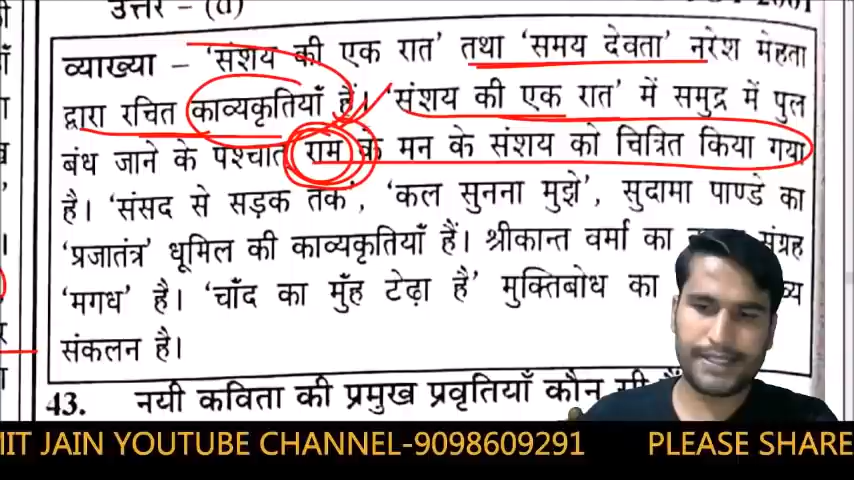 उत्तर – (d)
व्याख्या – 'संशय की एक रात' तथा 'समय देवता' नरेश मेहता
द्वारा रचित काव्यकृतियाँ हैं। 'संशय की एक रात' में समुद्र में पुल
बंध जाने के पश्चात् राम के मन के संशय को चित्रित किया गया
है। 'संसद से सड़क तक', 'कल सुनना मुझे', सुदामा पाण्डे का
'प्रजातंत्र' धूमिल की काव्यकृतियाँ हैं। श्रीकान्त वर्मा का संग्रह
'मगध' है। 'चाँद का मुँह टेढ़ा है' मुक्तिबोध का
संकलन है।
43. नयी कविता की प्रमुख प्रवृतियाँ कौन
MIT JAIN YOUTUBE CHANNEL-9098609291 PLEASE SHARE